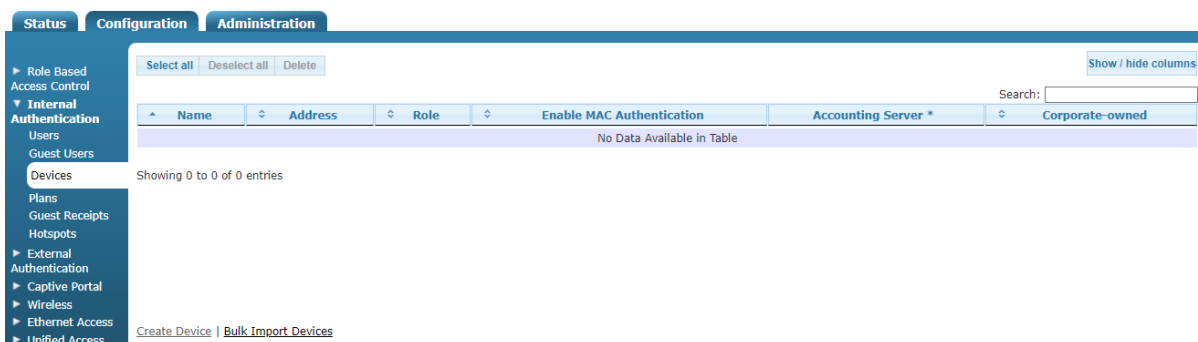 Status Configuration Administration
Role Based
Access Control
Internal
Authentication
Users
Guest Users
Devices
Plans
Guest Receipts
Hotspots
External
Authentication
Captive Portal
Wireless
Ethernet Access
Unified Access
Select all Deselect all Delete
Show / hide columns
Search:
Name Address Role Enable MAC Authentication Accounting Server * Corporate-owned
No Data Available in Table
Showing 0 to 0 of 0 entries
Create Device | Bulk Import Devices